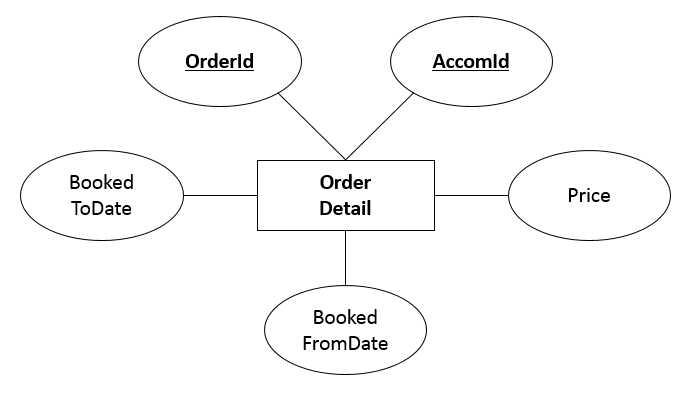 OrderId
AccomId
Booked
ToDate
Order
Detail
Price
Booked
FromDate